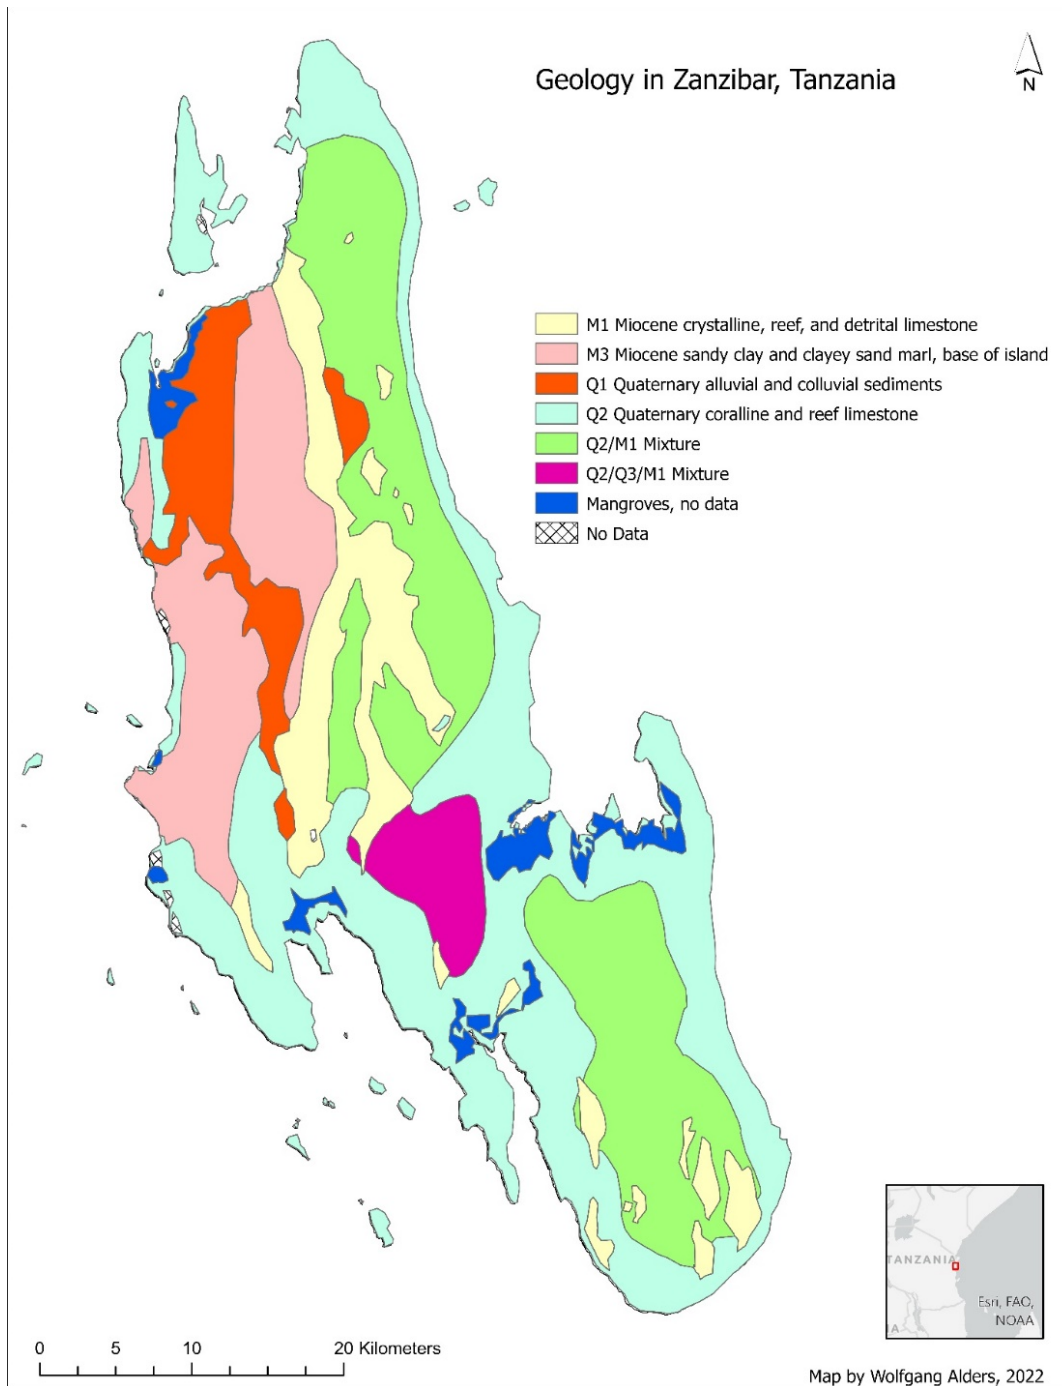 Geology in Zanzibar, Tanzania
N
M1 Miocene crystalline, reef, and detrital limestone
M3 Miocene sandy clay and clayey sand marl, base of island
Q1 Quaternary alluvial and colluvial sediments
Q2 Quaternary coralline and reef limestone
Q2/M1 Mixture
Q2/Q3/M1 Mixture
Mangroves, no data
No Data
TANZANIA
Esri, FAO,
NOAA
IA
0 5 10 20 Kilometers
Map by Wolfgang Alders, 2022